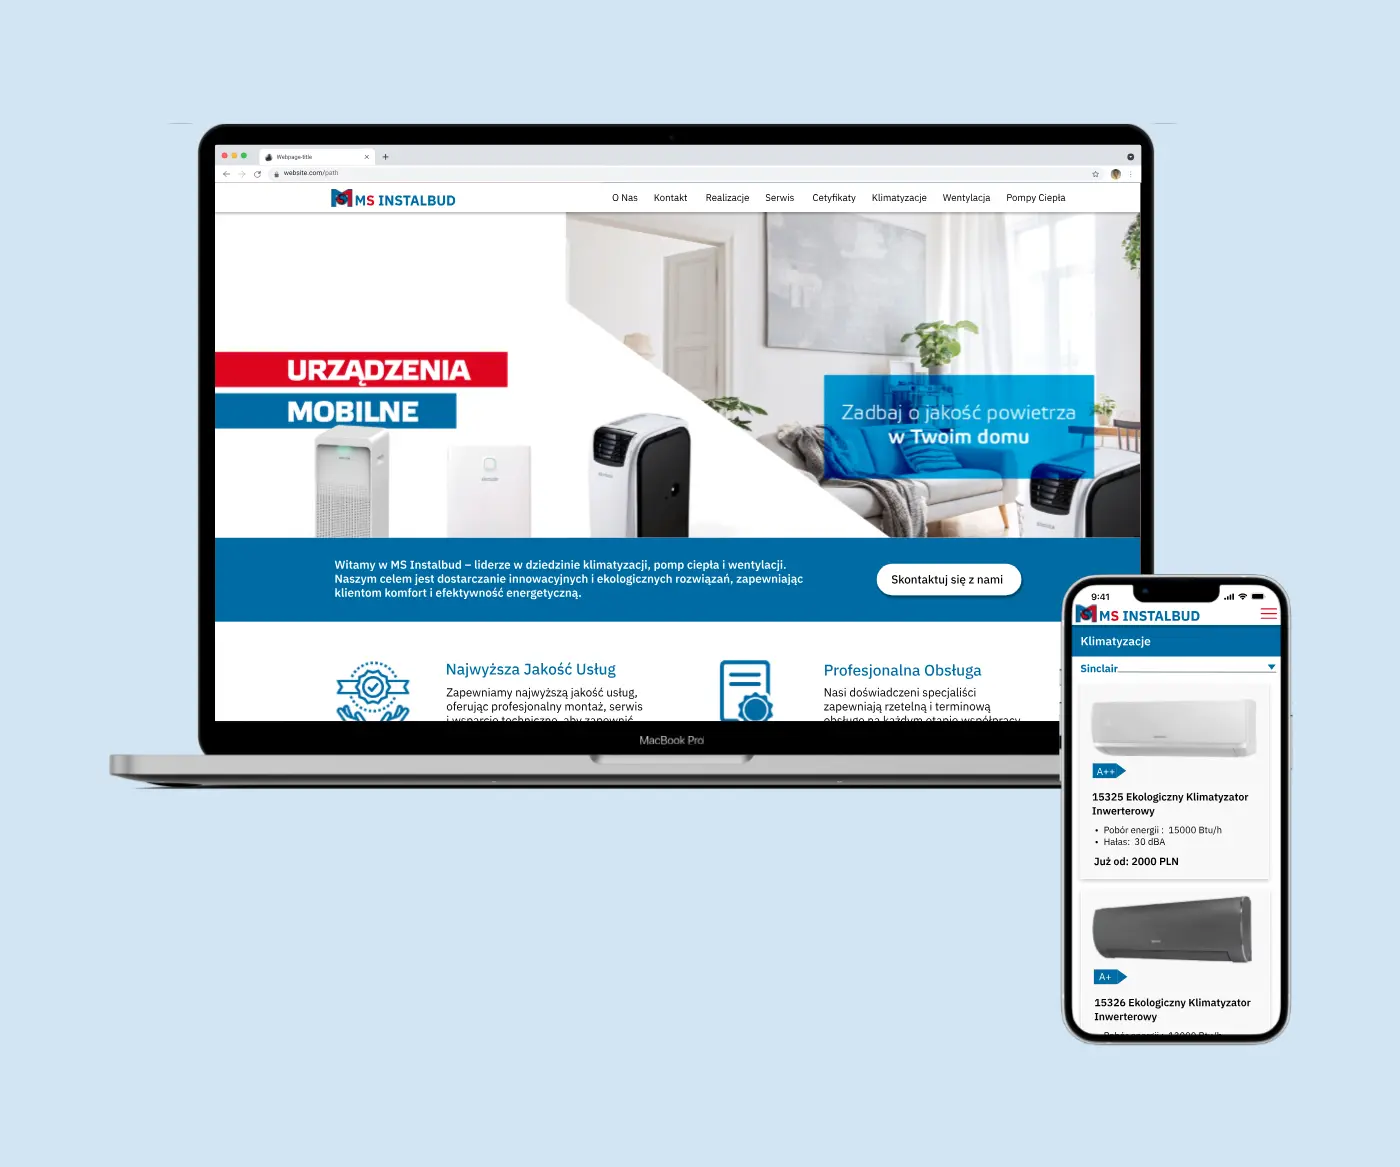 Webpage-title
website.com/path
MS INSTALBUD
O Nas Kontakt Realizacje Serwis Cetyfikaty Klimatyzacje Wentylacja Pompy Ciepła
URZĄDZENIA
MOBILNE
Zadbaj o jakość powietrza
w Twoim domu
Witamy w MS Instalbud – liderze w dziedzinie klimatyzacji, pomp ciepła i wentylacji.
Naszym celem jest dostarczanie innowacyjnych i ekologicznych rozwiązań, zapewniając
klientom komfort i efektywność energetyczną.
Skontaktuj się z nami
Najwyższa Jakość Usług
Zapewniamy najwyższą jakość usług,
oferując profesjonalny montaż, serwis
i wsparcie techniczne, aby zapewnić
Profesjonalna Obsługa
Nasi doświadczeni specjaliści
zapewniają rzetelną i terminową
obsługę na każdym etapie współpracy
MacBook Pro
9:41
MS INSTALBUD
Klimatyzacje
Sinclair
A++
15325 Ekologiczny Klimatyzator
Inwerterowy
• Pobór energii : 15000 Btu/h
• Hałas: 30 dBA
Już od: 2000 PLN
A+
15326 Ekologiczny Klimatyzator
Inwerterowy
• Pobór energii : 12000 Btu/h